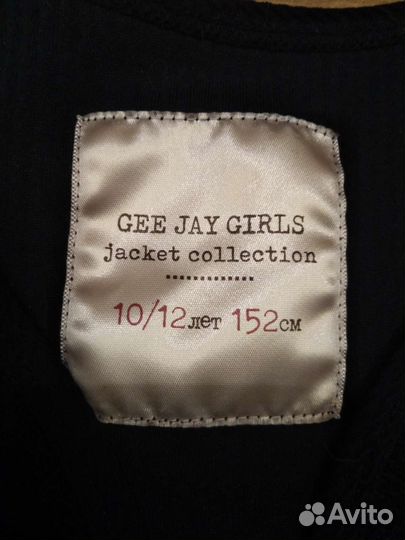 GEE JAY GIRLS
jacket collection
10/12лет 152см
Avito